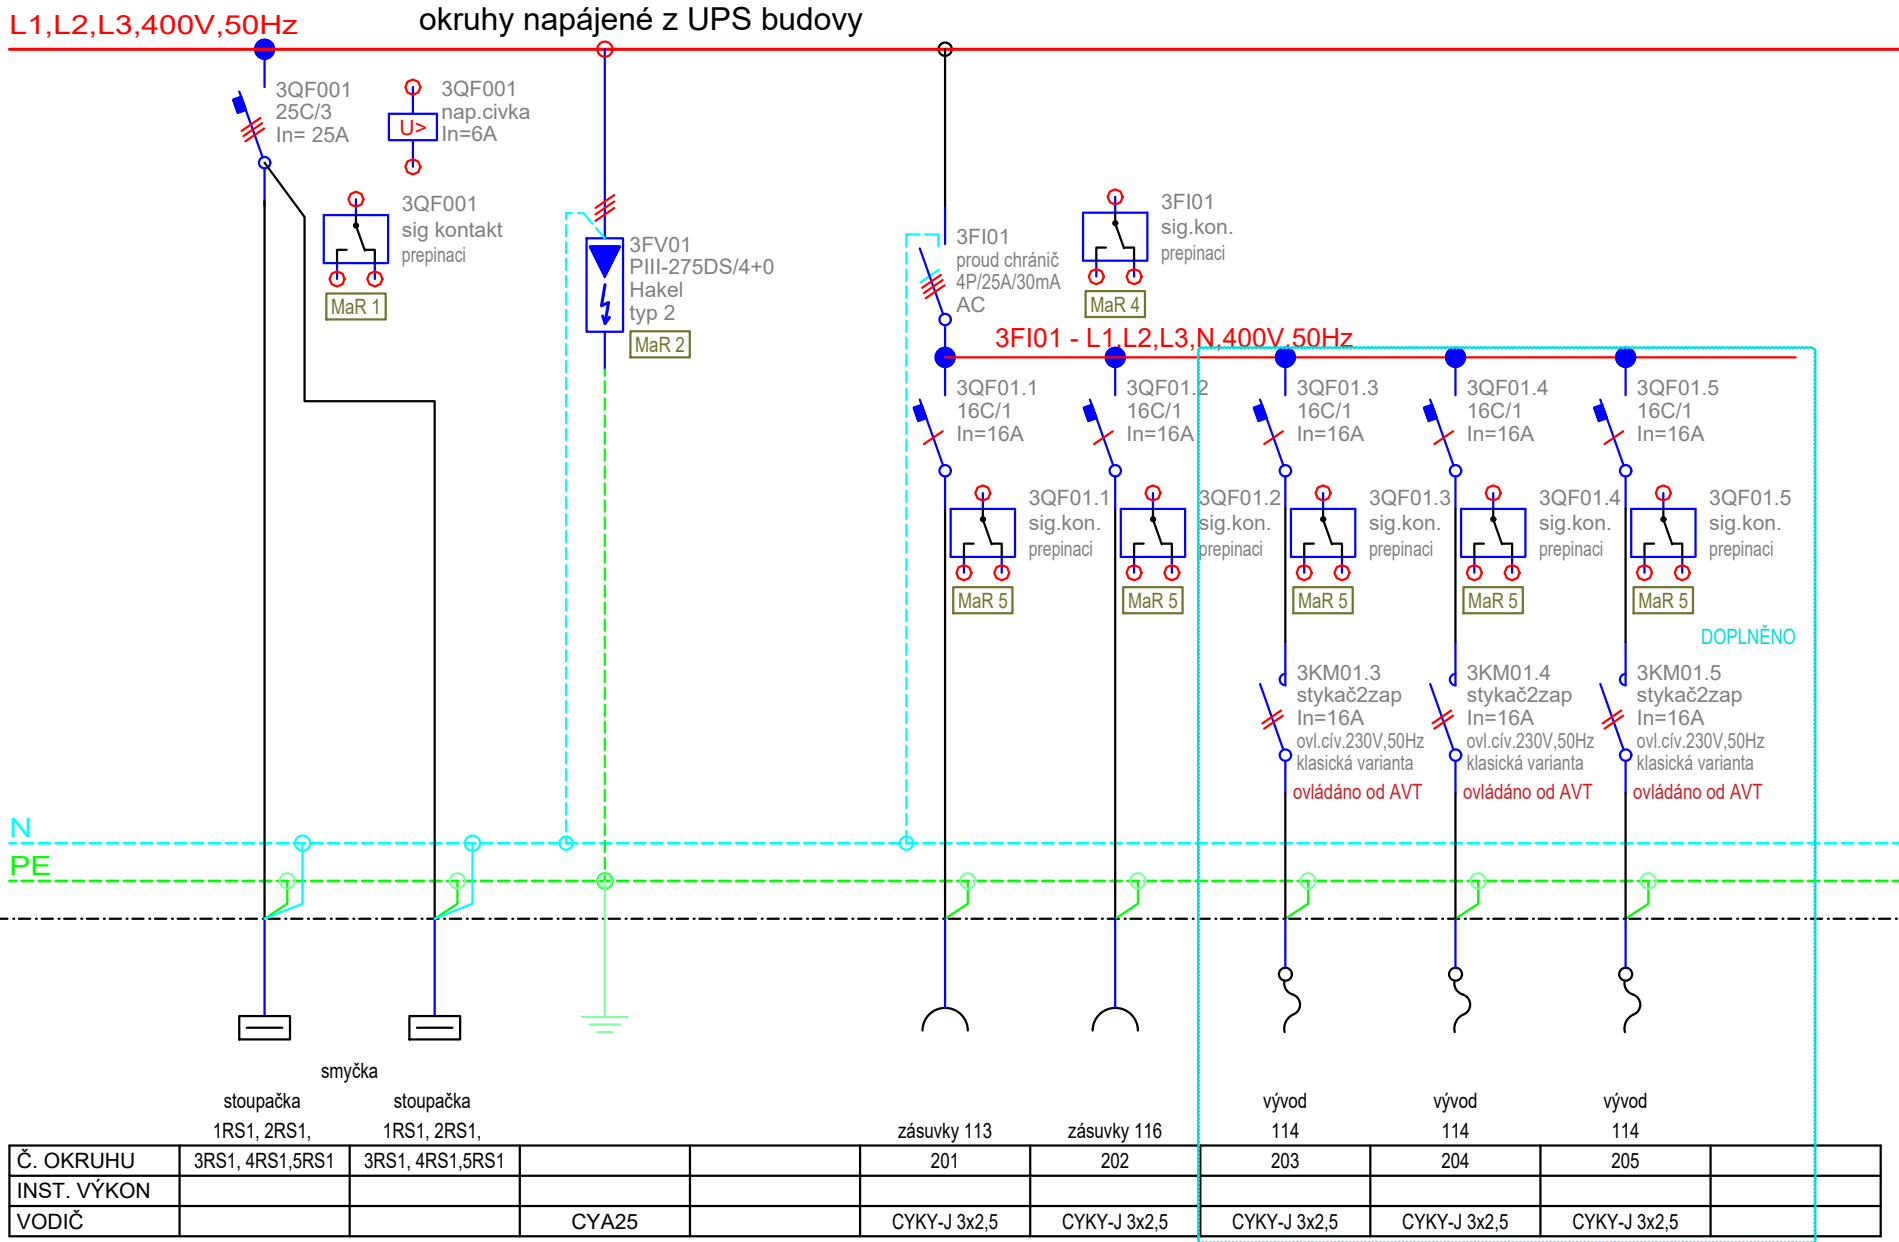 L1,L2,L3,400V,50Hz
okruhy napájené z UPS budovy
3QF001
25C/3
In= 25A
3QF001
nap.civka
In=6A
U>
3QF001
sig kontakt
prepinaci
MaR 1
3FV01
PIII-275DS/4+0
Hakel
typ 2
MaR 2
3FI01
proud chránič
4P/25A/30mA
AC
3FI01
sig.kon.
prepinaci
MaR 4
3FI01 - L1,L2,L3,N,400V,50Hz
3QF01.1
16C/1
In=16A
3QF01.2
16C/1
In=16A
3QF01.3
16C/1
In=16A
3QF01.4
16C/1
In=16A
3QF01.5
16C/1
In=16A
3QF01.1
sig.kon.
prepinaci
MaR 5
3QF01.2
sig.kon.
prepinaci
MaR 5
3QF01.3
sig.kon.
prepinaci
MaR 5
3QF01.4
sig.kon.
prepinaci
MaR 5
3QF01.5
sig.kon.
prepinaci
MaR 5
DOPLNĚNO
3KM01.3
stykač2zap
In=16A
ovl.cív.230V,50Hz
klasická varianta
ovládáno od AVT
3KM01.4
stykač2zap
In=16A
ovl.cív.230V,50Hz
klasická varianta
ovládáno od AVT
3KM01.5
stykač2zap
In=16A
ovl.cív.230V,50Hz
klasická varianta
ovládáno od AVT
N
PE
smyčka
stoupačka
1RS1, 2RS1,
stoupačka
1RS1, 2RS1,
zásuvky 113
zásuvky 116
vývod
114
vývod
114
vývod
114
Č. OKRUHU 3RS1, 4RS1,5RS1 3RS1, 4RS1,5RS1 201 202 203 204 205
INST. VÝKON
VODIČ CYA25 CYKY-J 3x2,5 CYKY-J 3x2,5 CYKY-J 3x2,5 CYKY-J 3x2,5 CYKY-J 3x2,5